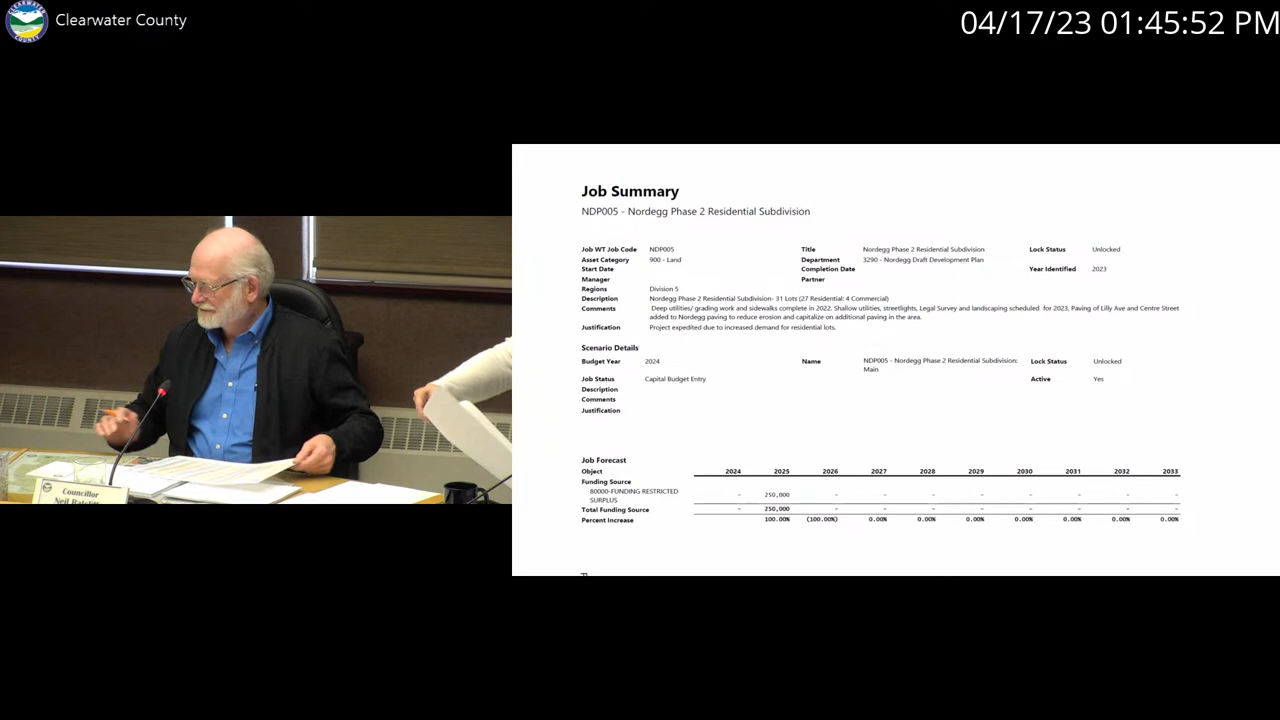 CLEARWATER
COUNTY
Clearwater County
04/17/23 01:45:52 PM
Job Summary
NDP005 - Nordegg Phase 2 Residential Subdivision
Job WT Job Code NDP005 Title Nordegg Phase 2 Residential Subdivision Lock Status Unlocked
Asset Category 900 - Land Department 3290 - Nordegg Draft Development Plan
Start Date Completion Date Year Identified 2023
Manager Partner
Regions Division 5
Description Nordegg Phase 2 Residential Subdivision- 31 Lots (27 Residential: 4 Commercial)
Comments Deep utilities/ grading work and sidewalks complete in 2022. Shallow utilities, streetlights, Legal Survey and landscaping scheduled for 2023, Paving of Lilly Ave and Centre Street
added to Nordegg paving to reduce erosion and capitalize on additional paving in the area.
Justification Project expedited due to increased demand for residential lots.
Scenario Details
Budget Year 2024 Name NDP005 - Nordegg Phase 2 Residential Subdivision: Lock Status Unlocked
Main
Job Status Capital Budget Entry Active Yes
Description
Comments
Justification
Job Forecast
Object 2024 2025 2026 2027 2028 2029 2030 2031 2032 2033
Funding Source
80000-FUNDING RESTRICTED
SURPLUS - 250,000 - - - - - - - -
Total Funding Source - 250,000 - - - - - - - -
Percent Increase 100.00% (100.00%) 0.00% 0.00% 0.00% 0.00% 0.00% 0.00% 0.00%
Councillor
Neil